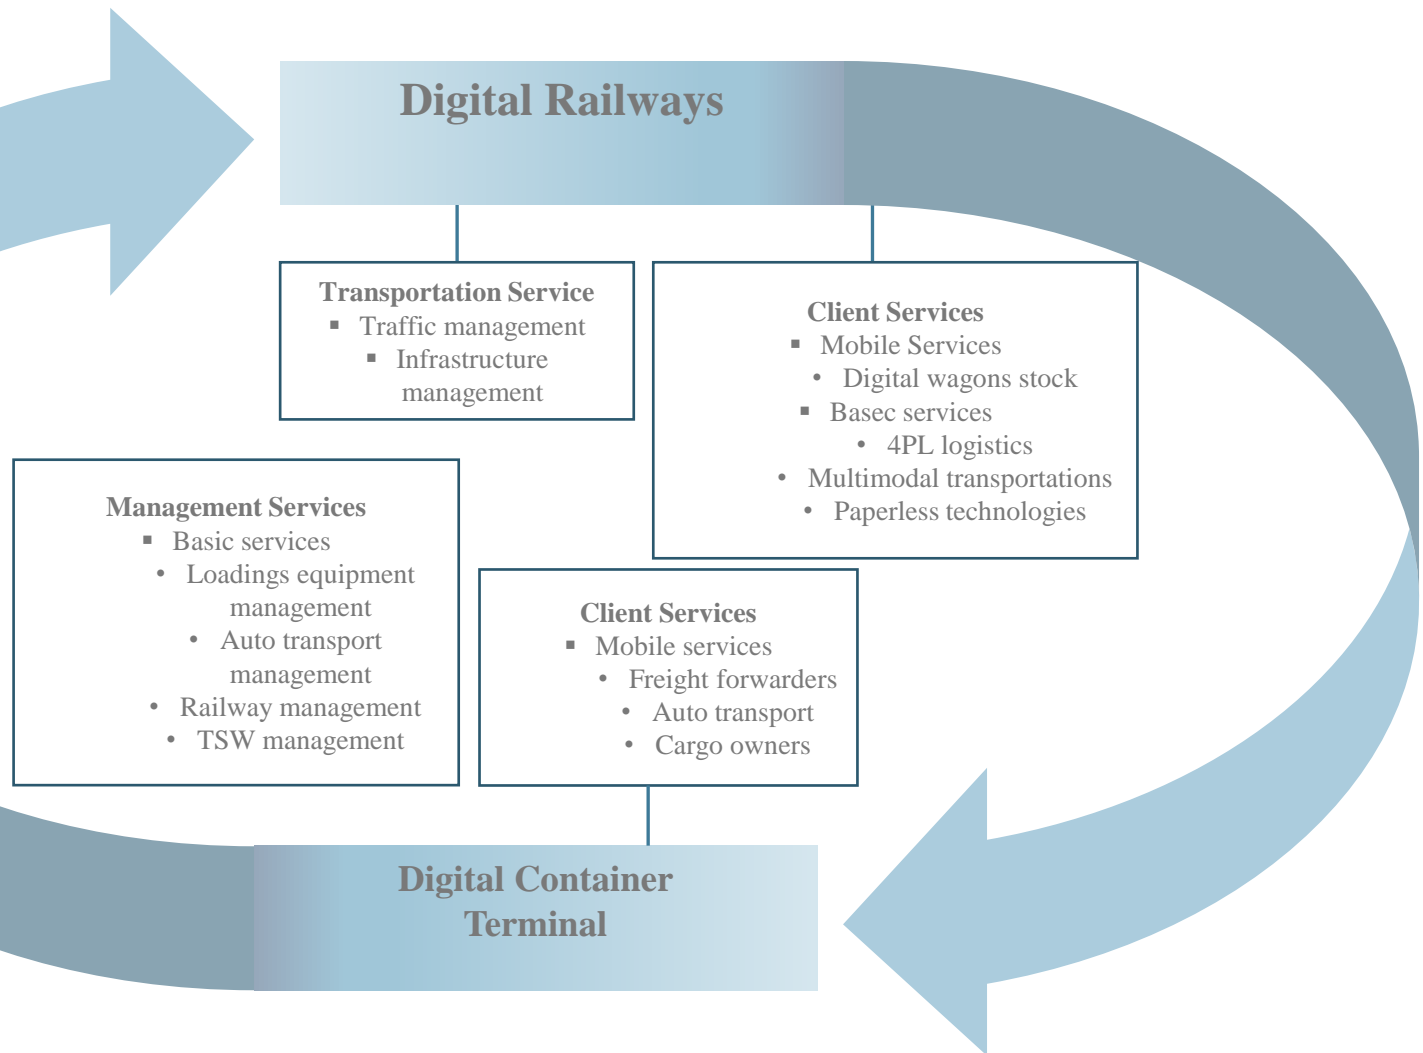 Digital Railways
Transportation Service
▪ Traffic management
▪ Infrastructure
management
Client Services
▪ Mobile Services
• Digital wagons stock
▪ Basec services
• 4PL logistics
• Multimodal transportations
• Paperless technologies
Management Services
▪ Basic services
• Loadings equipment
management
• Auto transport
management
• Railway management
• TSW management
Client Services
▪ Mobile services
• Freight forwarders
• Auto transport
• Cargo owners
Digital Container
Terminal